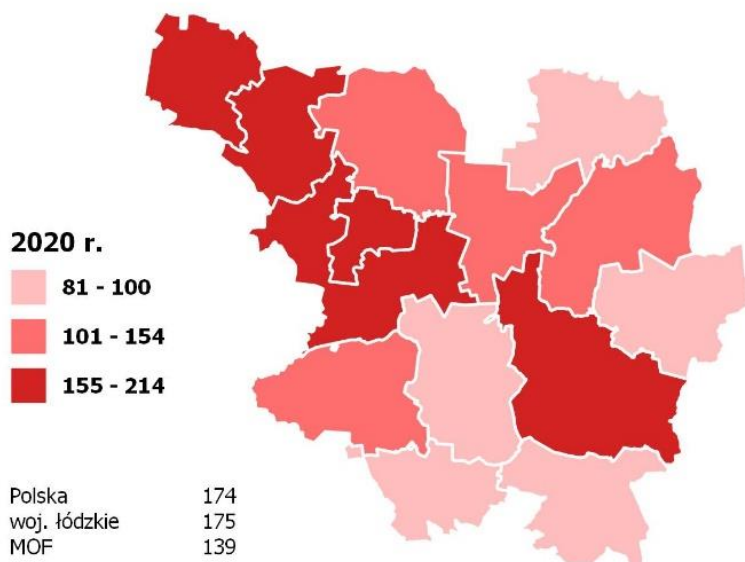 2020 r.
81 - 100
101 - 154
155 - 214
Polska 174
woj. łódzkie 175
MOF 139